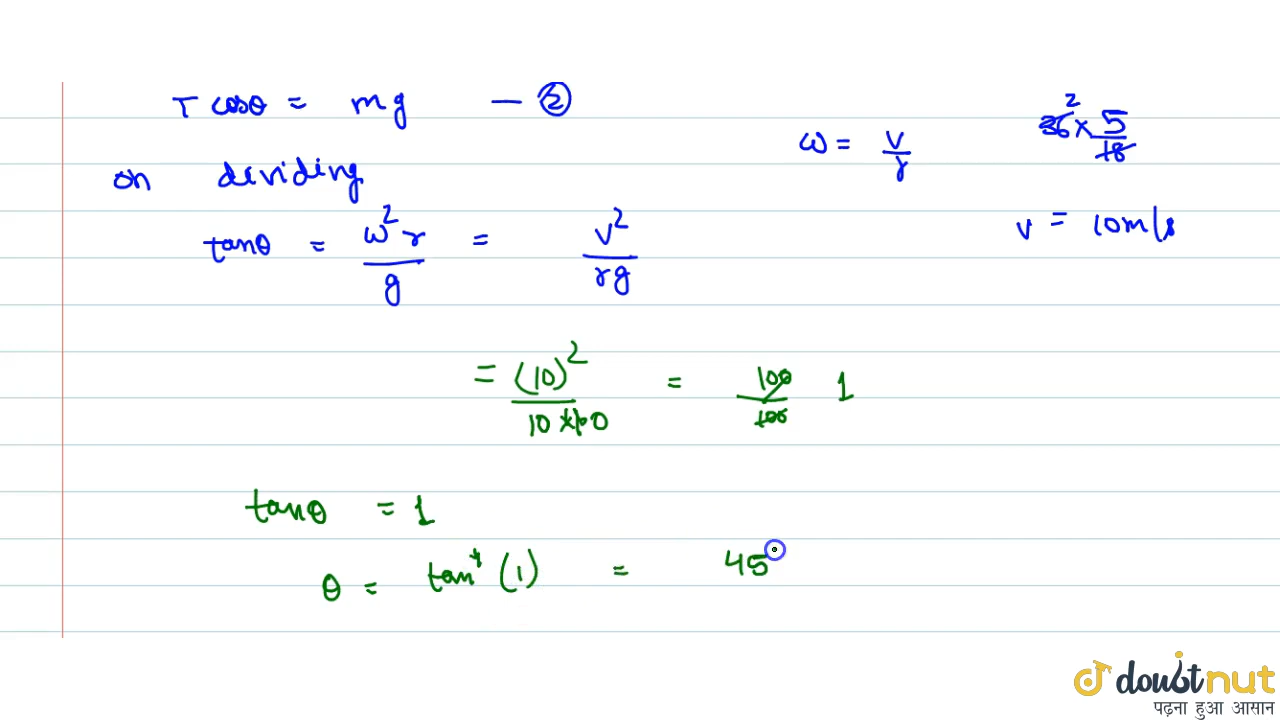 T cosθ = mg — ②
on dividing
tanθ = ω²r/g = v²/rg
ω = v/r
2
36 × 5/18
v = 10m/s
= (10)²/10×10 = 100/100 1
tanθ = 1
θ = tan⁻¹ (1) = 45°
doubtnut
पढ़ना हुआ आसान